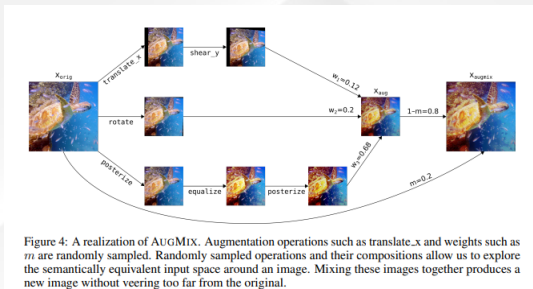 X_orig
translate_x
shear_y
w₁=0.12
X_aug
X_augmix
rotate
w₂=0.2
1-m=0.8
posterize
equalize
posterize
w₃=0.68
m=0.2
Figure 4: A realization of AUGMIX. Augmentation operations such as translate_x and weights such as
m are randomly sampled. Randomly sampled operations and their compositions allow us to explore
the semantically equivalent input space around an image. Mixing these images together produces a
new image without veering too far from the original.